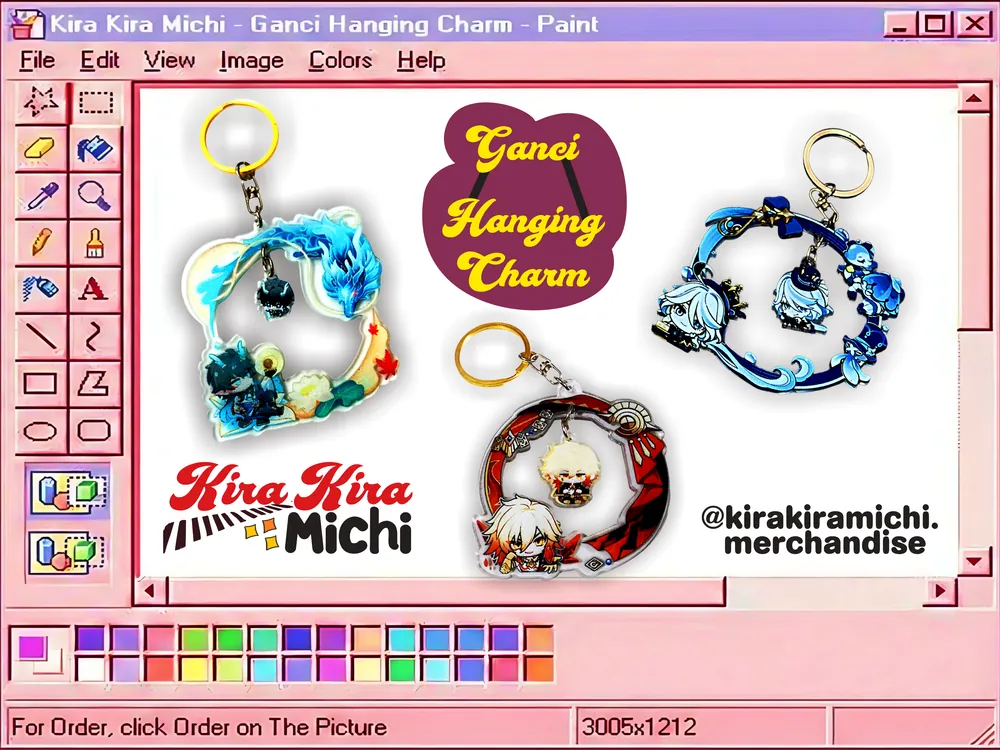 Kira Kira Michi - Ganci Hanging Charm - Paint
File Edit View Image Colors Help
Ganci
Hanging
Charm
A
Kira Kira
Michi
@kirakiramichi.
merchandise
For Order, click Order on The Picture
3005x1212